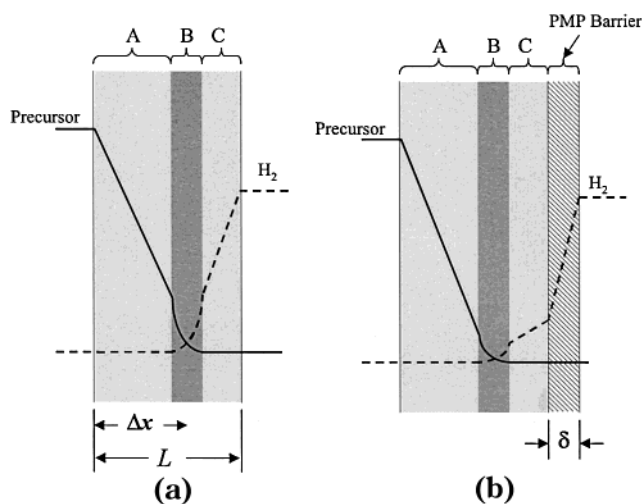 A B C
Precursor
H₂
Δx
L
(a)
PMP Barrier
A B C
Precursor
H₂
δ
(b)